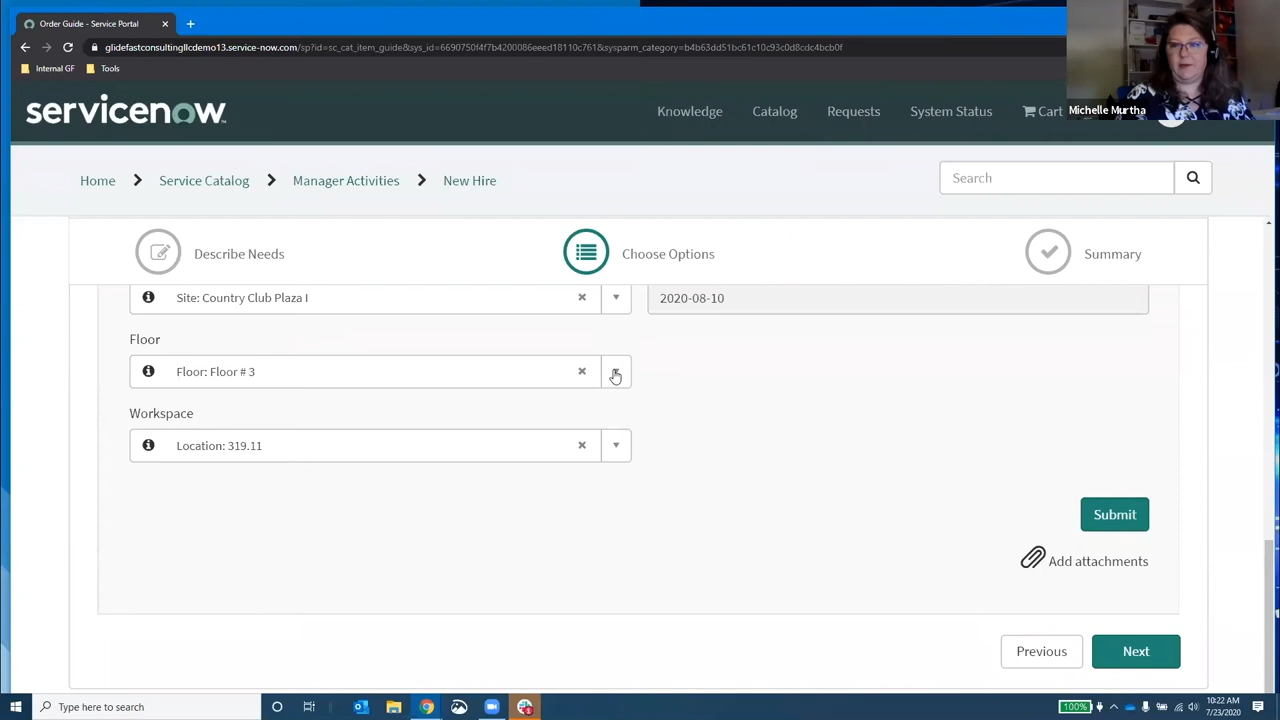 Order Guide - Service Portal
glidefastconsultingllcdemo13.service-now.com/sp?id=sc_cat_item_guide&sys_id=66907f9f4f7b4200086eeed18110c761&sysparm_category=b4b63dd51bc61c10c93c0d8cdc4bcb0f
Internal GF Tools
Michelle Murtha
servicenow
Knowledge Catalog Requests System Status Cart
Home Service Catalog Manager Activities New Hire
Search
Describe Needs Choose Options Summary
Site: Country Club Plaza I
2020-08-10
Floor
Floor: Floor # 3
Workspace
Location: 319.11
Submit
Add attachments
Previous Next
Type here to search
100%
10:22 AM
7/23/2020